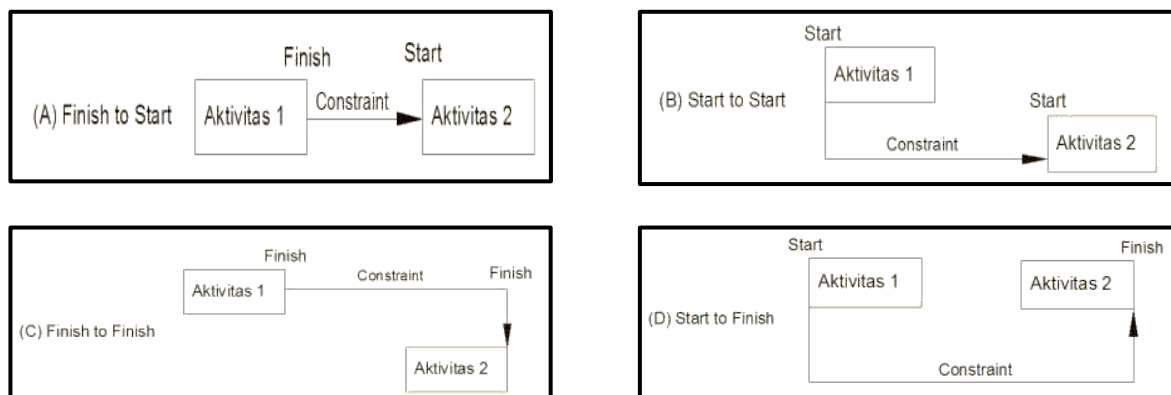 Finish Start
(A) Finish to Start Aktivitas 1 Constraint Aktivitas 2
Start
Aktivitas 1
(B) Start to Start Start
Constraint Aktivitas 2
Finish
Constraint Finish
Aktivitas 1
(C) Finish to Finish
Aktivitas 2
Start Finish
Aktivitas 1 Aktivitas 2
(D) Start to Finish
Constraint